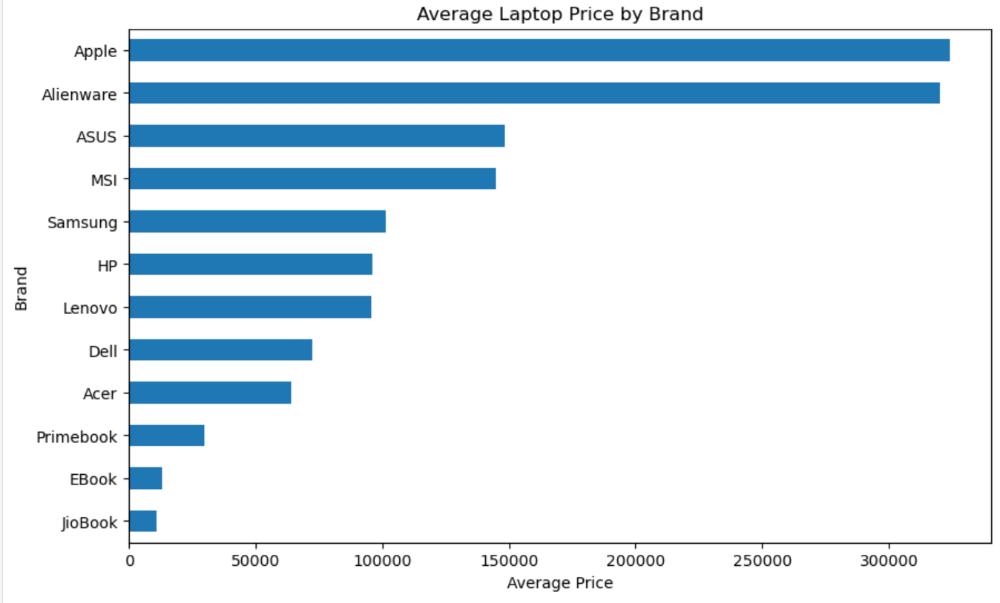 Average Laptop Price by Brand
Apple
Alienware
ASUS
MSI
Samsung
HP
Lenovo
Dell
Acer
Primebook
EBook
JioBook
Brand
0 50000 100000 150000 200000 250000 300000
Average Price